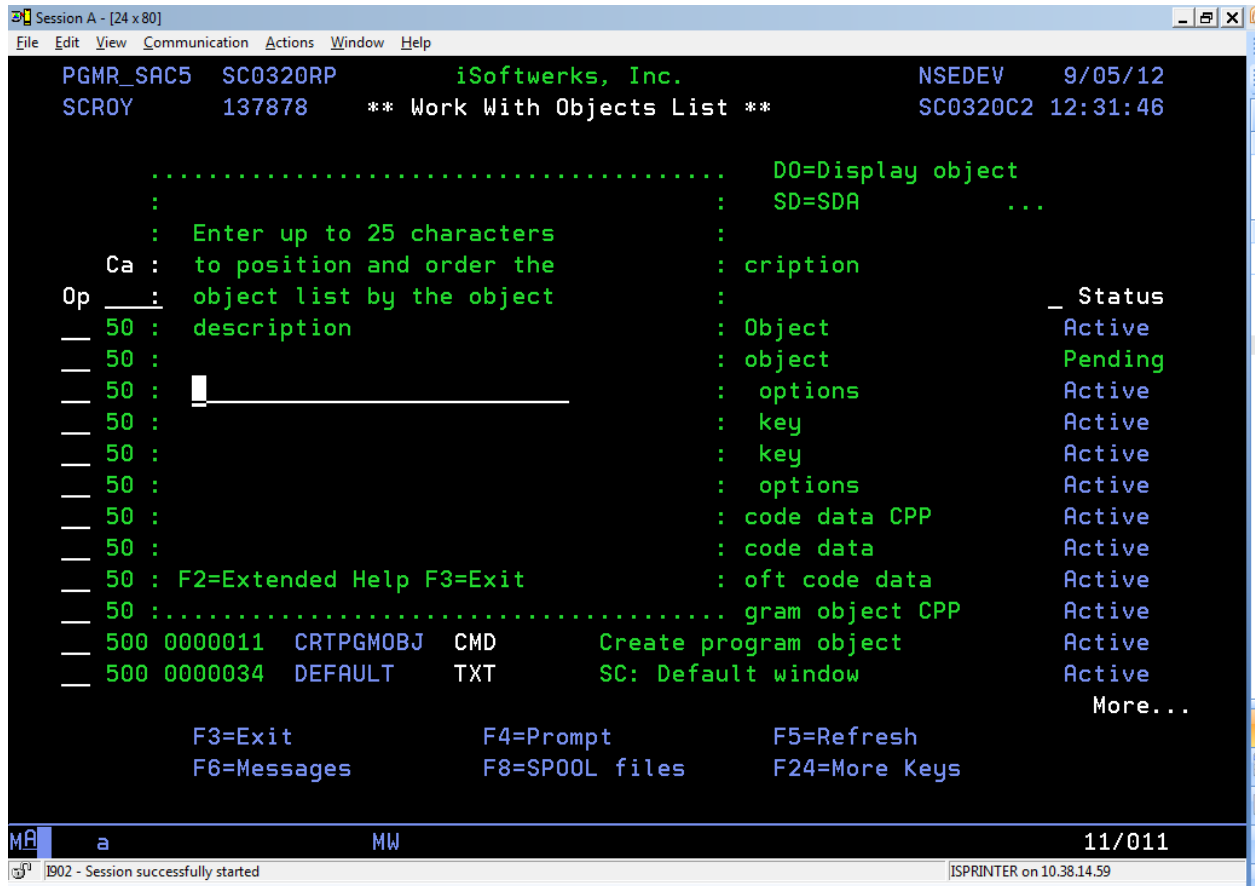 Session A - [24 x 80]
File Edit View Communication Actions Window Help
PGMR_SAC5 SC0320RP iSoftwerks, Inc. NSEDEV 9/05/12
SCROY 137878 ** Work With Objects List ** SC0320C2 12:31:46
......................................... DO=Display object
: : SD=SDA ...
: Enter up to 25 characters :
Ca : to position and order the : cription
Op ___: object list by the object : _ Status
__ 50 : description : Object Active
__ 50 : : object Pending
__ 50 : __________________________ : options Active
__ 50 : : key Active
__ 50 : : key Active
__ 50 : : options Active
__ 50 : : code data CPP Active
__ 50 : : code data Active
__ 50 : F2=Extended Help F3=Exit : oft code data Active
__ 50 :....................................... gram object CPP Active
__ 500 0000011 CRTPGMOBJ CMD Create program object Active
__ 500 0000034 DEFAULT TXT SC: Default window Active
More...
F3=Exit F4=Prompt F5=Refresh
F6=Messages F8=SPOOL files F24=More Keys
MA a MW 11/011
I902 - Session successfully started ISPRINTER on 10.38.14.59